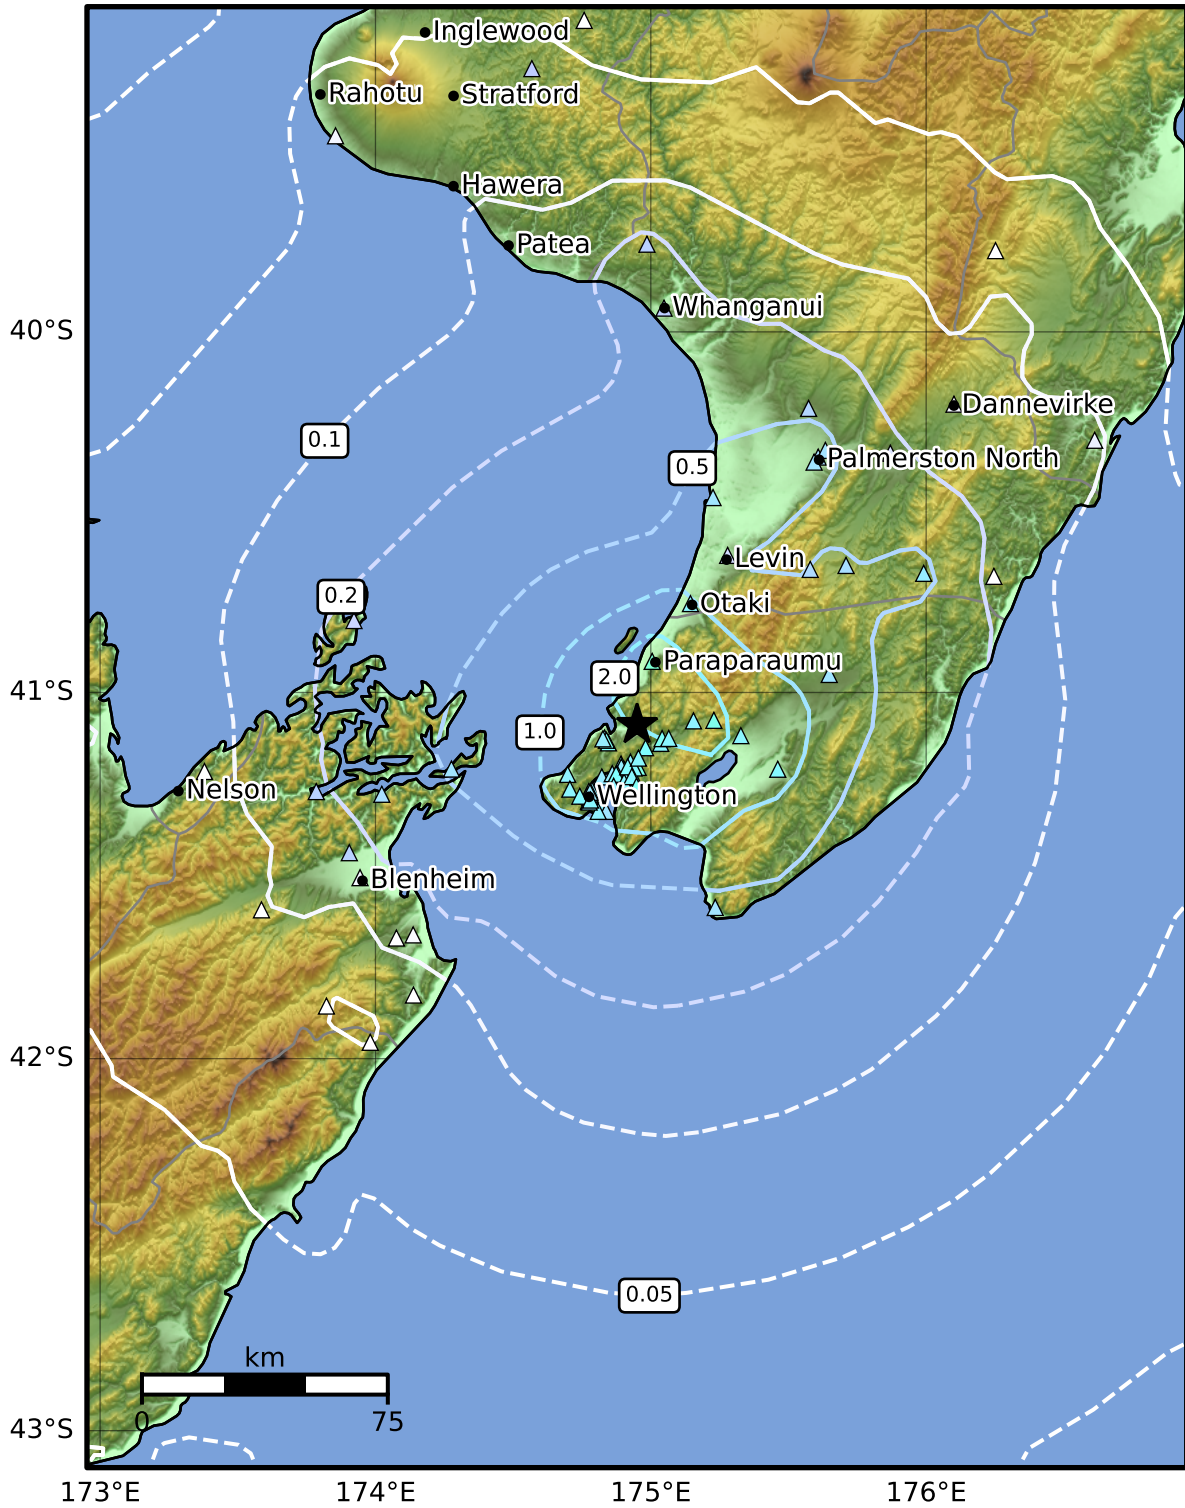 Inglewood
Rahotu
Stratford
Hawera
Patea
Whanganui
40°S
Dannevirke
0.1
Palmerston North
0.5
Levin
0.2
Otaki
Paraparaumu
2.0
41°S
1.0
Nelson
Wellington
Blenheim
42°S
0.05
km
0
75
43°S
173°E
174°E
175°E
176°E